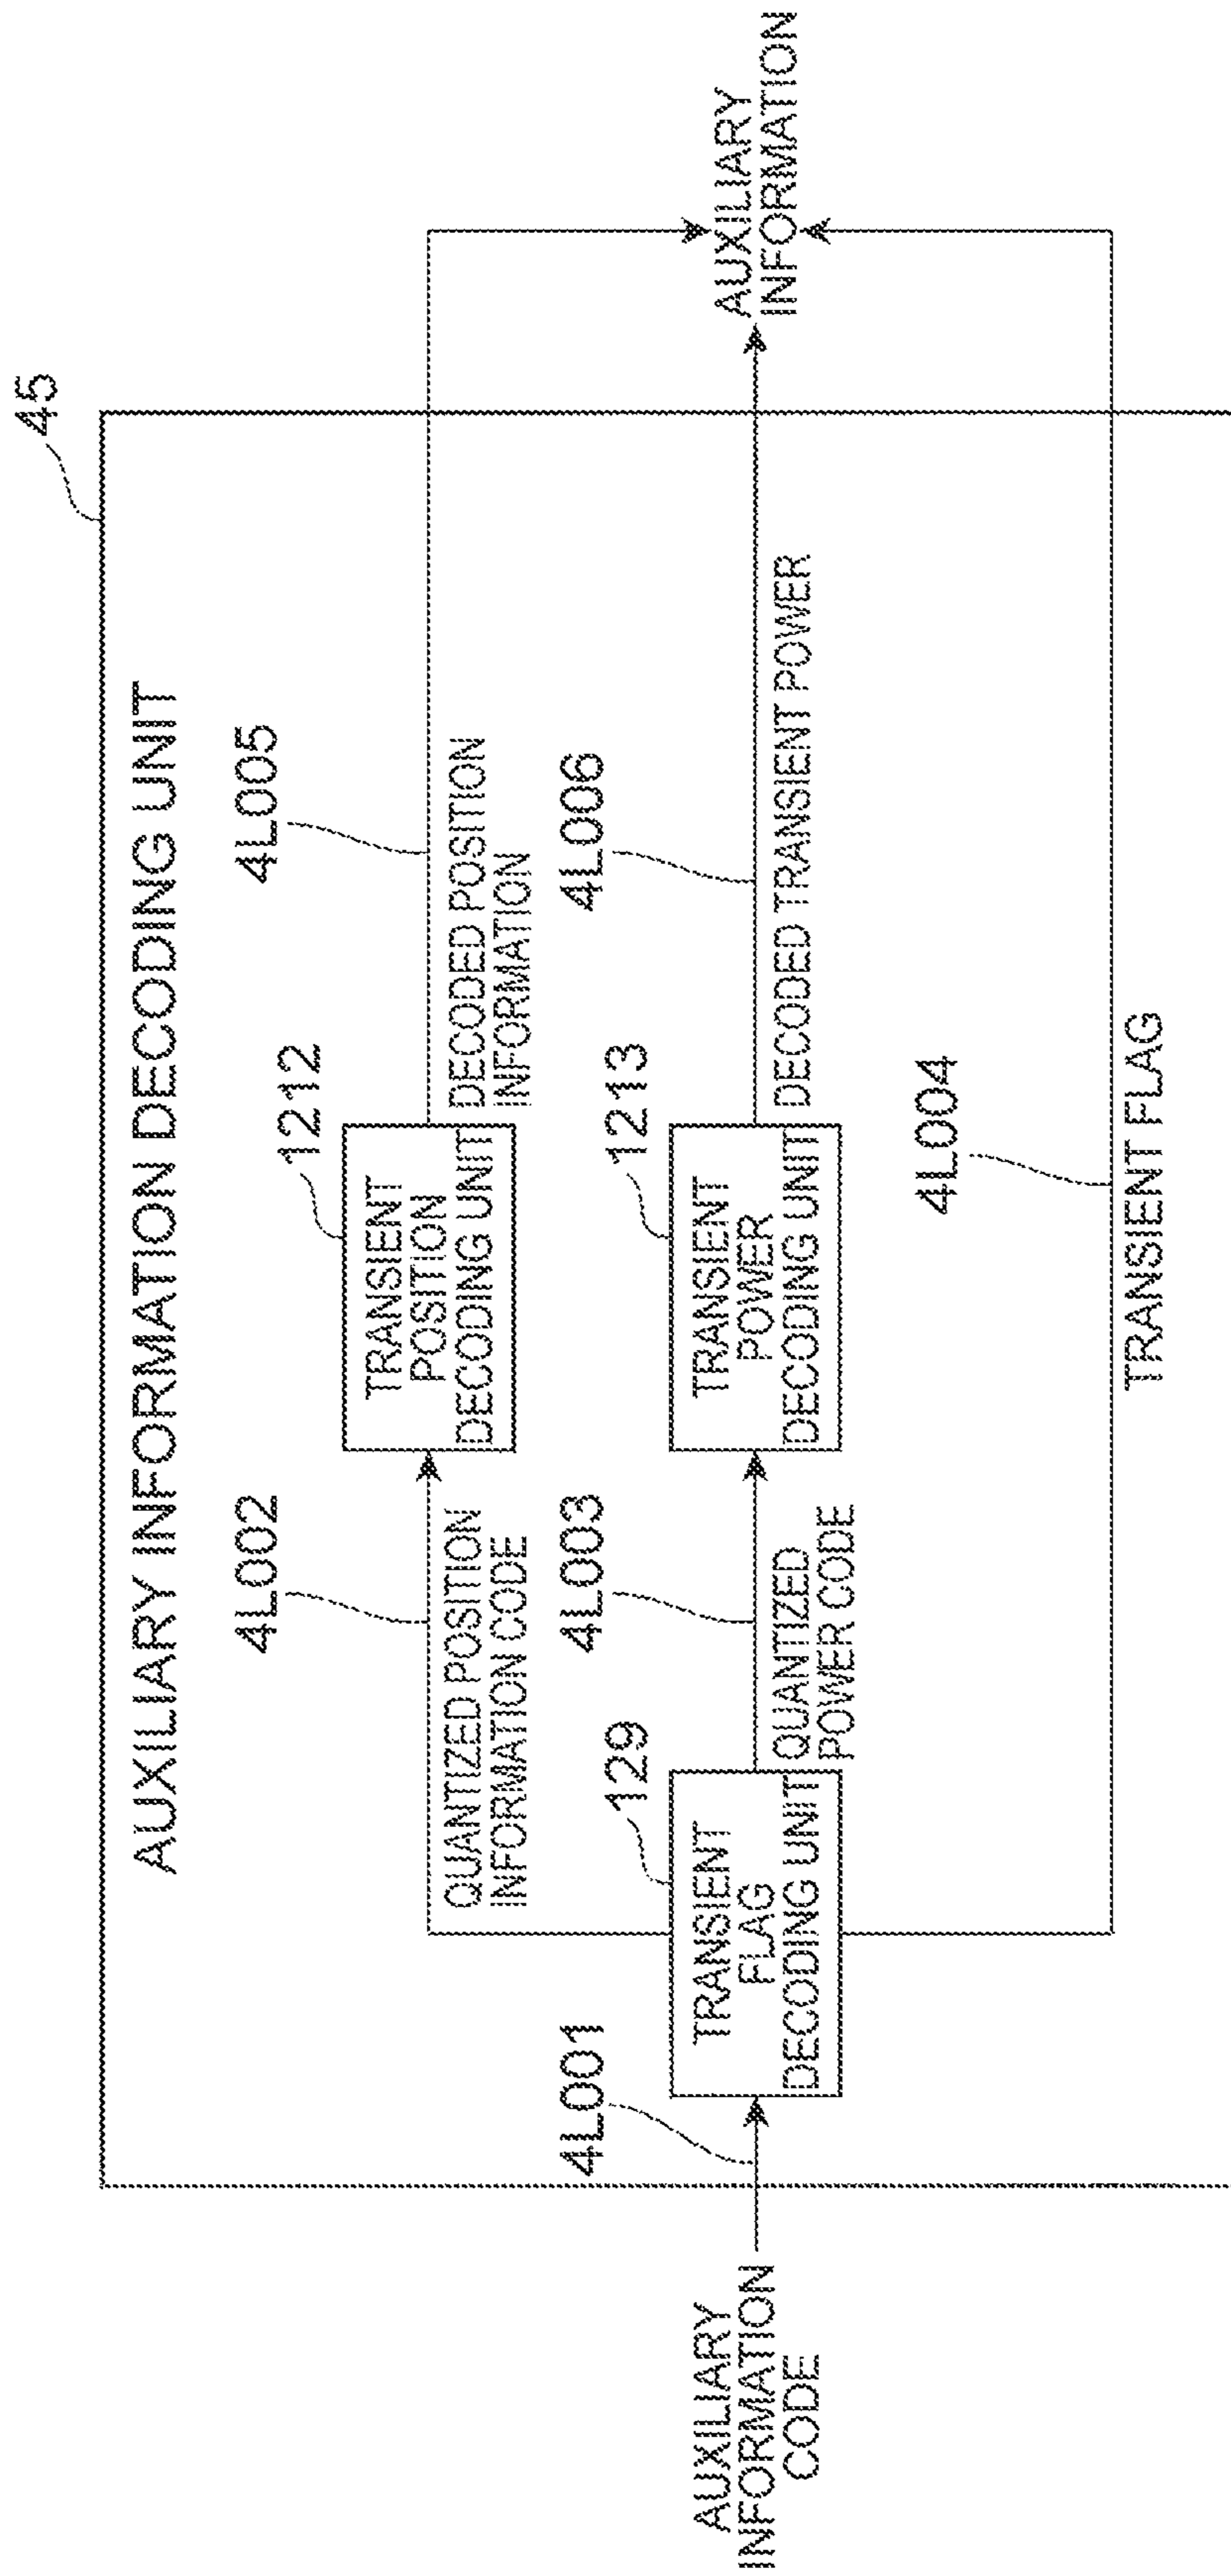 45
AUXILIARY INFORMATION DECODING UNIT
4L002
4L005
1212
TRANSIENT
POSITION
DECODING UNIT
QUANTIZED POSITION
INFORMATION CODE
DECODED POSITION
INFORMATION
4L001
129
4L003
1213
4L006
AUXILIARY
INFORMATION
CODE
TRANSIENT
FLAG
DECODING UNIT
QUANTIZED
POWER CODE
TRANSIENT
POWER
DECODING UNIT
DECODED TRANSIENT POWER
AUXILIARY
INFORMATION
4L004
TRANSIENT FLAG